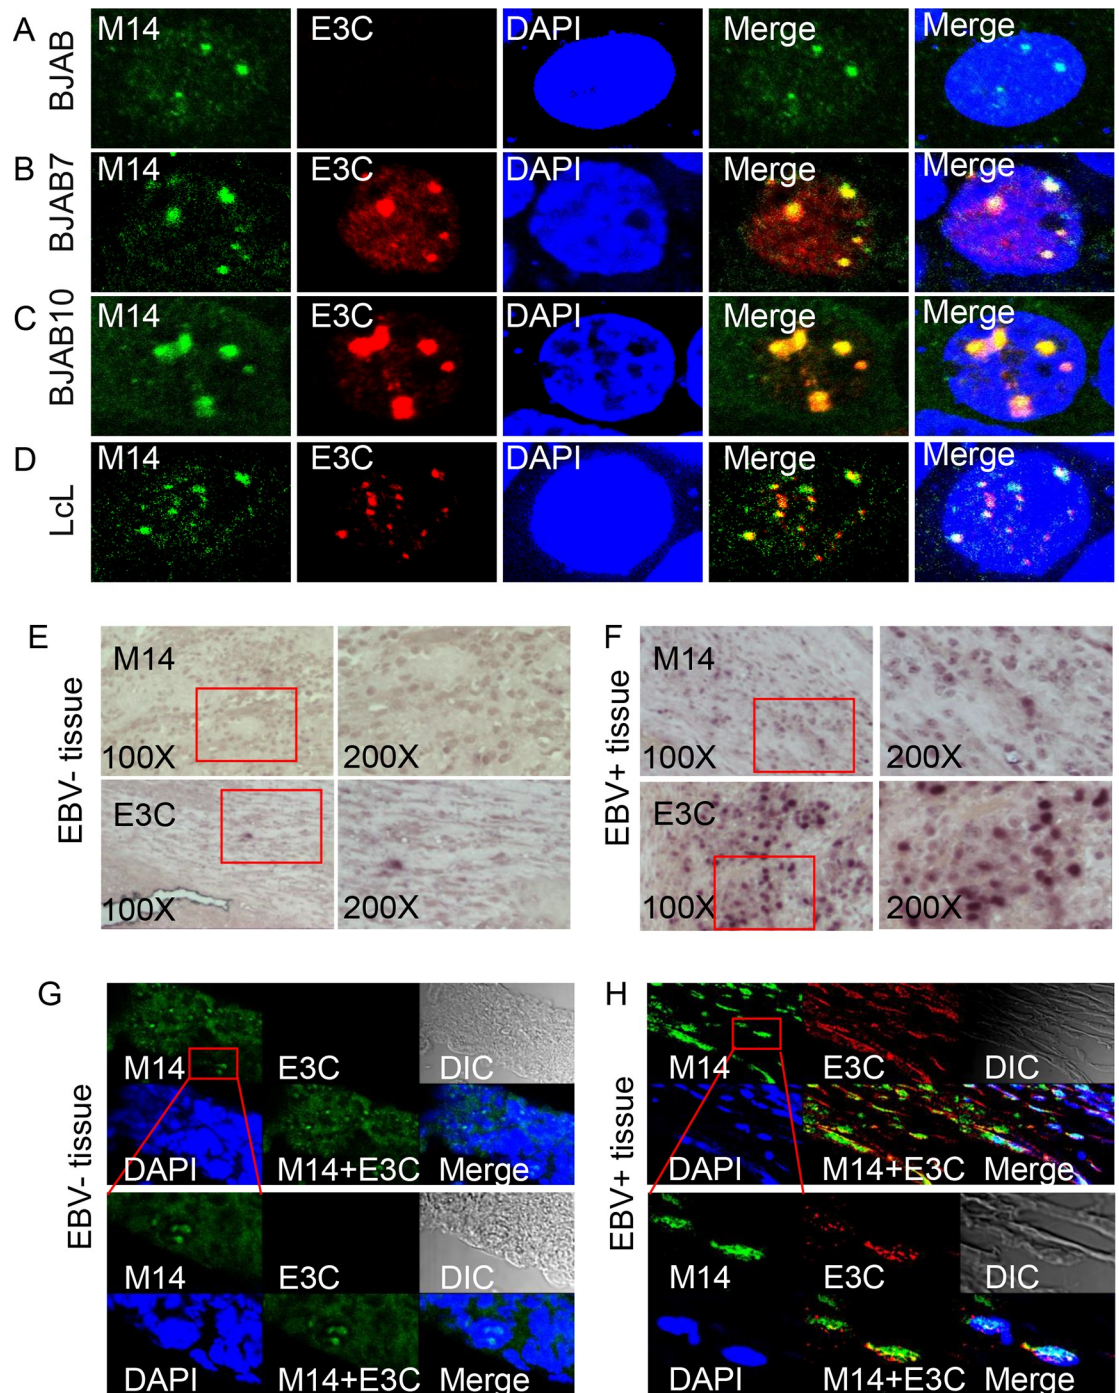 A BJAB M14 E3C DAPI Merge Merge
B BJAB7 M14 E3C DAPI Merge Merge
C BJAB10 M14 E3C DAPI Merge Merge
D LcL M14 E3C DAPI Merge Merge
E EBV- tissue
M14
100X 200X
E3C
100X 200X
F EBV+ tissue
M14
100X 200X
E3C
100X 200X
G EBV- tissue
M14 E3C DIC
DAPI M14+E3C Merge
M14 E3C DIC
DAPI M14+E3C Merge
H EBV+ tissue
M14 E3C DIC
DAPI M14+E3C Merge
M14 E3C DIC
DAPI M14+E3C Merge